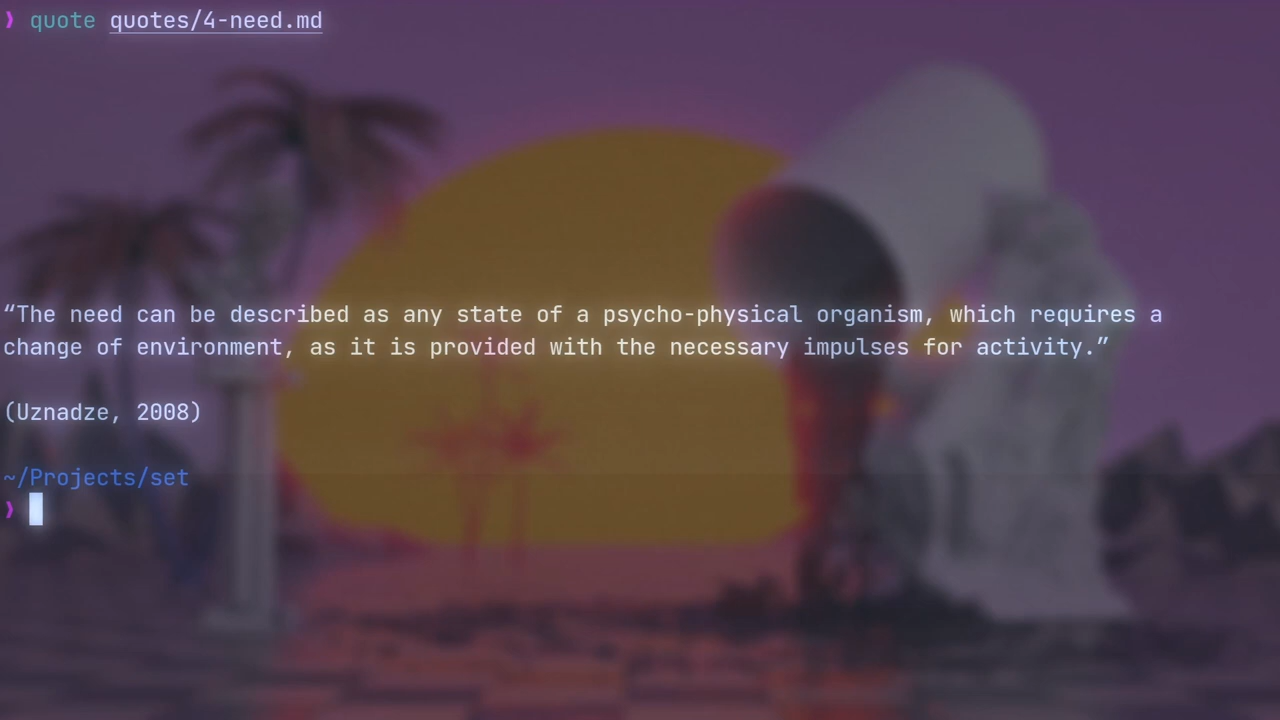 ❫ quote quotes/4-need.md
“The need can be described as any state of a psycho-physical organism, which requires a
change of environment, as it is provided with the necessary impulses for activity.”
(Uznadze, 2008)
~/Projects/set
❫